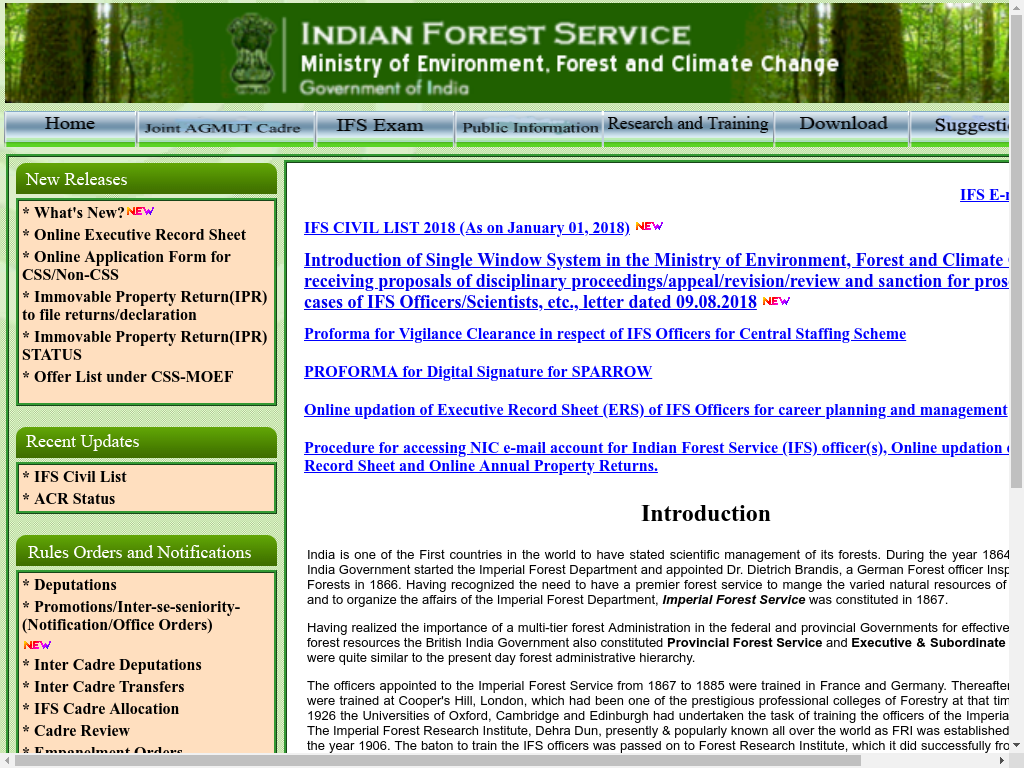 INDIAN FOREST SERVICE
Ministry of Environment, Forest and Climate Change
Government of India
Home Joint AGMUT Cadre IFS Exam Public Information Research and Training Download Suggesti
New Releases
* What's New? NEW
* Online Executive Record Sheet
* Online Application Form for
CSS/Non-CSS
* Immovable Property Return(IPR)
to file returns/declaration
* Immovable Property Return(IPR)
STATUS
* Offer List under CSS-MOEF
Recent Updates
* IFS Civil List
* ACR Status
Rules Orders and Notifications
* Deputations
* Promotions/Inter-se-seniority-
(Notification/Office Orders)
NEW
* Inter Cadre Deputations
* Inter Cadre Transfers
* IFS Cadre Allocation
* Cadre Review
* Empanelment Orders
IFS E-
IFS CIVIL LIST 2018 (As on January 01, 2018) NEW
Introduction of Single Window System in the Ministry of Environment, Forest and Climate
receiving proposals of disciplinary proceedings/appeal/revision/review and sanction for pros
cases of IFS Officers/Scientists, etc., letter dated 09.08.2018 NEW
Proforma for Vigilance Clearance in respect of IFS Officers for Central Staffing Scheme
PROFORMA for Digital Signature for SPARROW
Online updation of Executive Record Sheet (ERS) of IFS Officers for career planning and management
Procedure for accessing NIC e-mail account for Indian Forest Service (IFS) officer(s), Online updation
Record Sheet and Online Annual Property Returns.
Introduction
India is one of the First countries in the world to have stated scientific management of its forests. During the year 1864
India Government started the Imperial Forest Department and appointed Dr. Dietrich Brandis, a German Forest officer Insp
Forests in 1866. Having recognized the need to have a premier forest service to mange the varied natural resources of
and to organize the affairs of the Imperial Forest Department, Imperial Forest Service was constituted in 1867.
Having realized the importance of a multi-tier forest Administration in the federal and provincial Governments for effective
forest resources the British India Government also constituted Provincial Forest Service and Executive & Subordinate
were quite similar to the present day forest administrative hierarchy.
The officers appointed to the Imperial Forest Service from 1867 to 1885 were trained in France and Germany. Thereafter
were trained at Cooper's Hill, London, which had been one of the prestigious professional colleges of Forestry at that tim
1926 the Universities of Oxford, Cambridge and Edinburgh had undertaken the task of training the officers of the Imperia
The Imperial Forest Research Institute, Dehra Dun, presently & popularly known all over the world as FRI was established
the year 1906. The baton to train the IFS officers was passed on to Forest Research Institute, which it did successfully fro